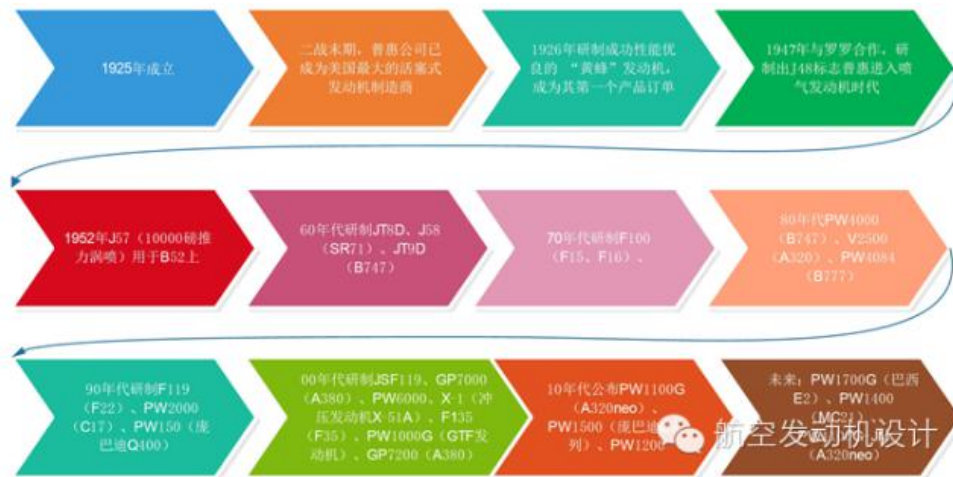 1925年成立
二战末期，普惠公司已
成为美国最大的活塞式
发动机制造商
1926年研制成功性能优
良的 “黄蜂”发动机，
成为其第一个产品订单
1947年与罗罗合作，研
制出J48标志普惠进入喷
气发动机时代
1952年J57（10000磅推
力涡喷）用于B52上
60年代研制JT8D、J58
（SR71）、JT9D
（B747）
70年代研制F100
（F15、F16）、
80年代PW4000
（B747）、V2500
（A320）、PW4084
（B777）
90年代研制F119
（F22）、PW2000
（C17）、PW150（庞
巴迪Q400）
00年代研制JSF119、GP7000
（A380）、PW6000、X-1（冲
压发动机X-51A）、F135
（F35）、PW1000G（GTF发
动机）、GP7200（A380）
10年代公布PW1100G
（A320neo）、
PW1500（庞巴迪
列）、PW1200
未来：PW1700G（巴西
E2）、PW1400
（MC21）
（A320neo）
航空发动机设计